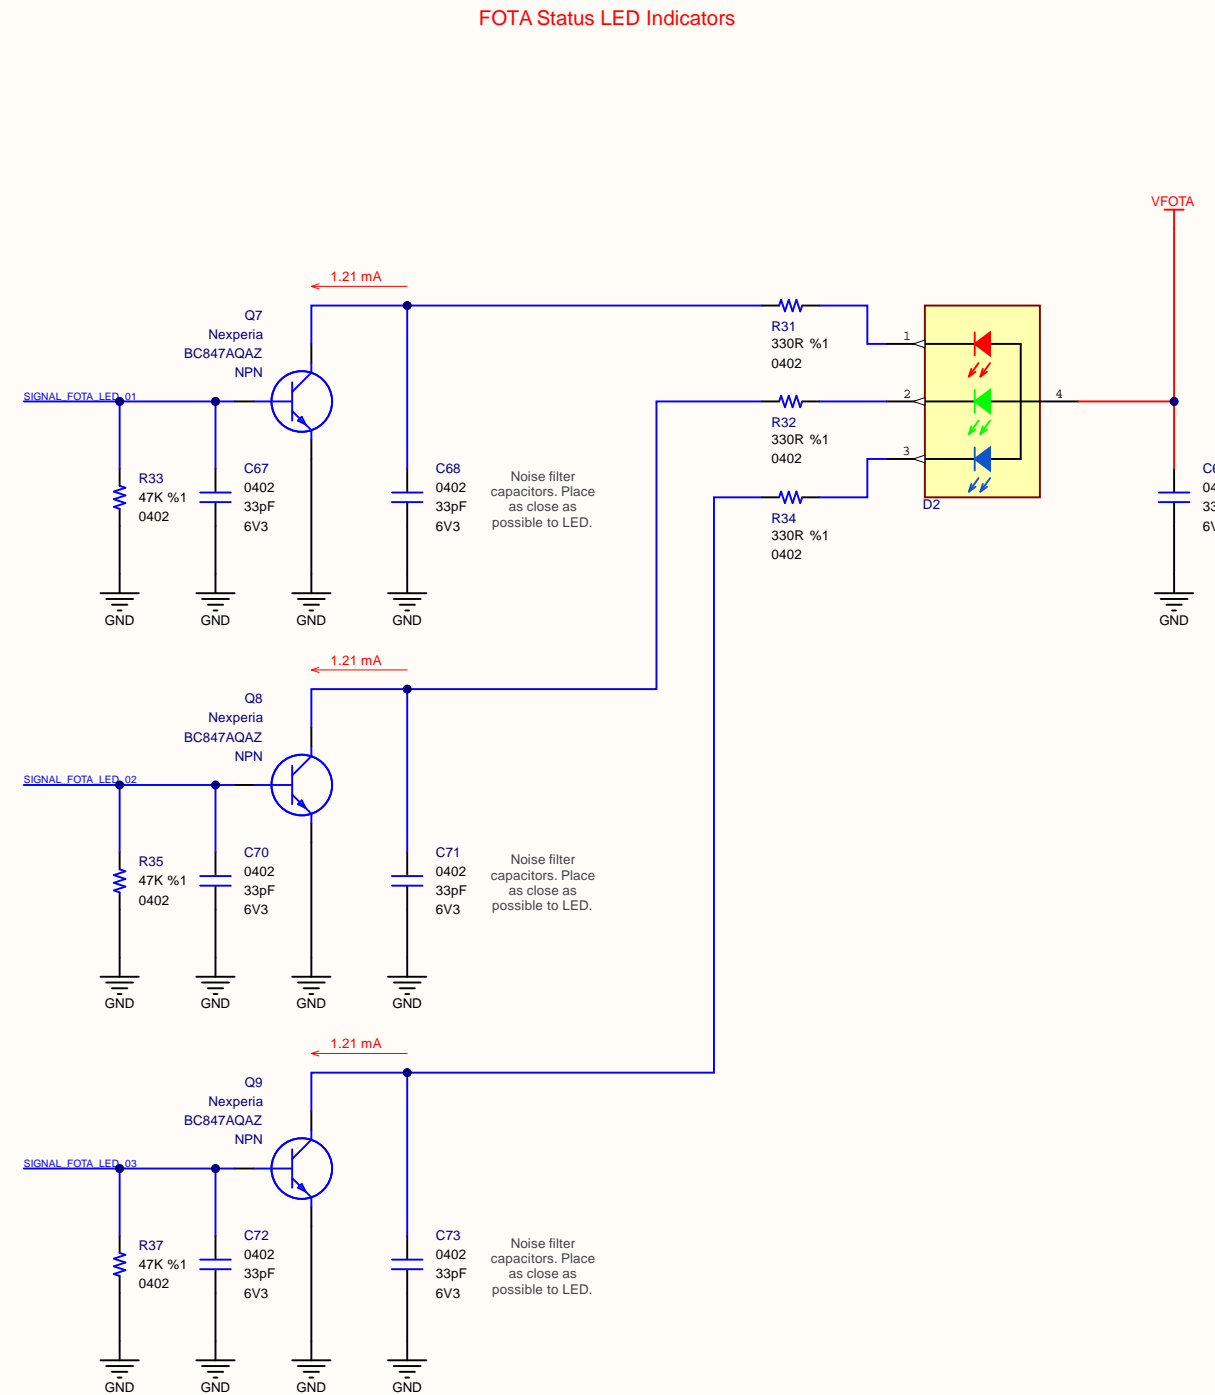 FOTA Status LED Indicators
VFOTA
1.21 mA
Q7
Nexperia
BC847AQAZ
NPN
SIGNAL_FOTA_LED_01
R33
47K %1
0402
C67
0402
33pF
6V3
C68
0402
33pF
6V3
Noise filter
capacitors. Place
as close as
possible to LED.
GND
GND
GND
GND
R31
330R %1
0402
R32
330R %1
0402
R34
330R %1
0402
1
2
3
4
D2
GND
1.21 mA
Q8
Nexperia
BC847AQAZ
NPN
SIGNAL_FOTA_LED_02
R35
47K %1
0402
C70
0402
33pF
6V3
C71
0402
33pF
6V3
Noise filter
capacitors. Place
as close as
possible to LED.
GND
GND
GND
GND
1.21 mA
Q9
Nexperia
BC847AQAZ
NPN
SIGNAL_FOTA_LED_03
R37
47K %1
0402
C72
0402
33pF
6V3
C73
0402
33pF
6V3
Noise filter
capacitors. Place
as close as
possible to LED.
GND
GND
GND
GND